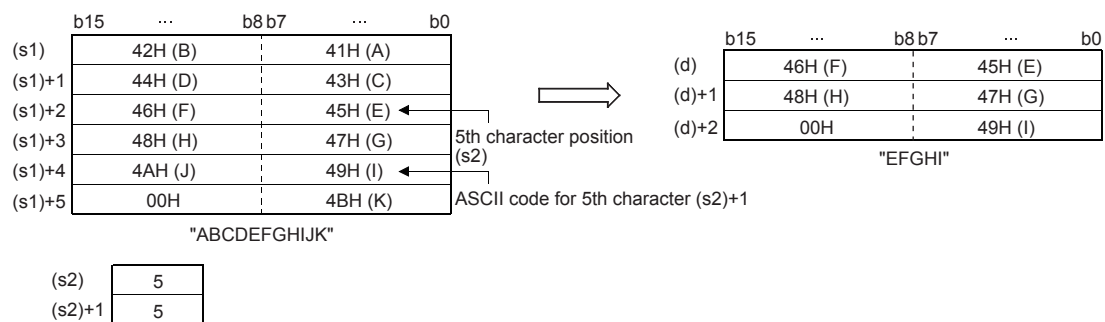 b15 ··· b8 b7 ··· b0
(s1) 42H (B) 41H (A)
(s1)+1 44H (D) 43H (C)
(s1)+2 46H (F) 45H (E)
(s1)+3 48H (H) 47H (G)
(s1)+4 4AH (J) 49H (I)
(s1)+5 00H 4BH (K)
"ABCDEFGHIJK"
5th character position
(s2)
ASCII code for 5th character (s2)+1
b15 ··· b8 b7 ··· b0
(d) 46H (F) 45H (E)
(d)+1 48H (H) 47H (G)
(d)+2 00H 49H (I)
"EFGHI"
(s2) 5
(s2)+1 5